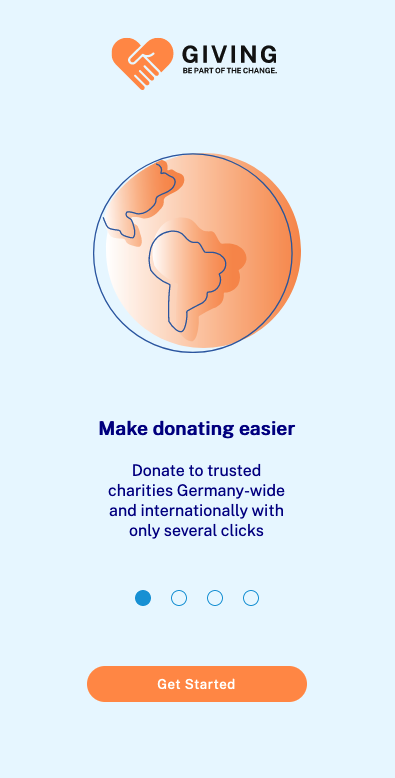 GIVING
BE PART OF THE CHANGE.
Make donating easier
Donate to trusted
charities Germany-wide
and internationally with
only several clicks
Get Started